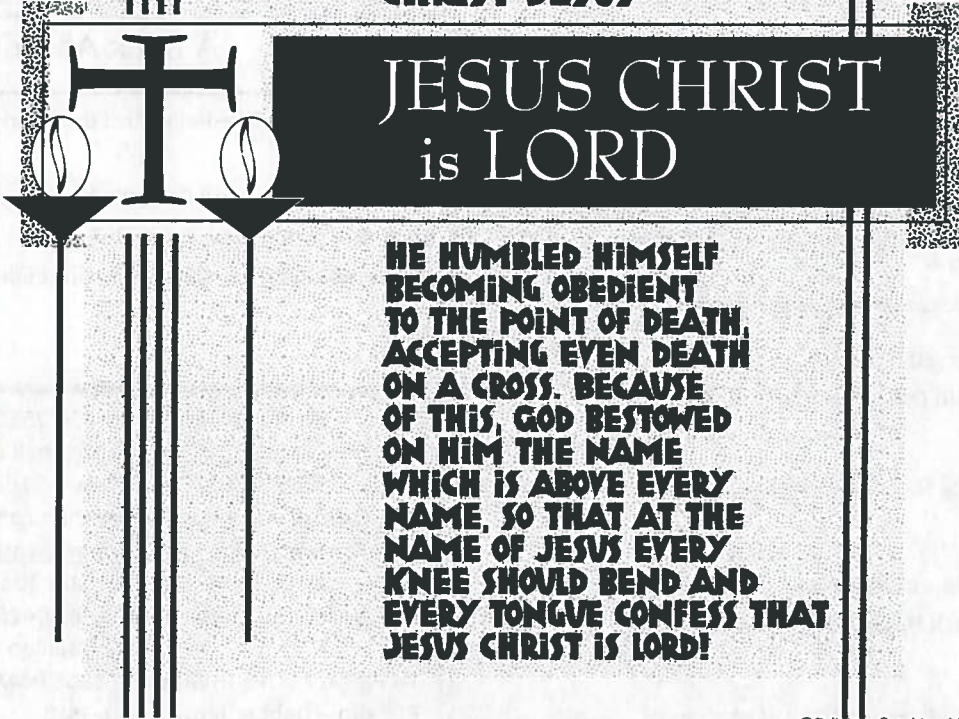 CHRIST JESUS
JESUS CHRIST
is LORD
HE HUMBLED HiMSELF
BECOMiNG OBEDiENT
TO THE POiNT OF DEATH,
ACCEPTiNG EVEN DEATH
ON A CROSS. BECAUSE
OF THiS, GOD BESTOWED
ON HiM THE NAME
WHiCH iS ABOVE EVERY
NAME, SO THAT AT THE
NAME OF JESUS EVERY
KNEE SHOULD BEND AND
EVERY TONGUE CONFESS THAT
JESUS CHRiST iS LORD!